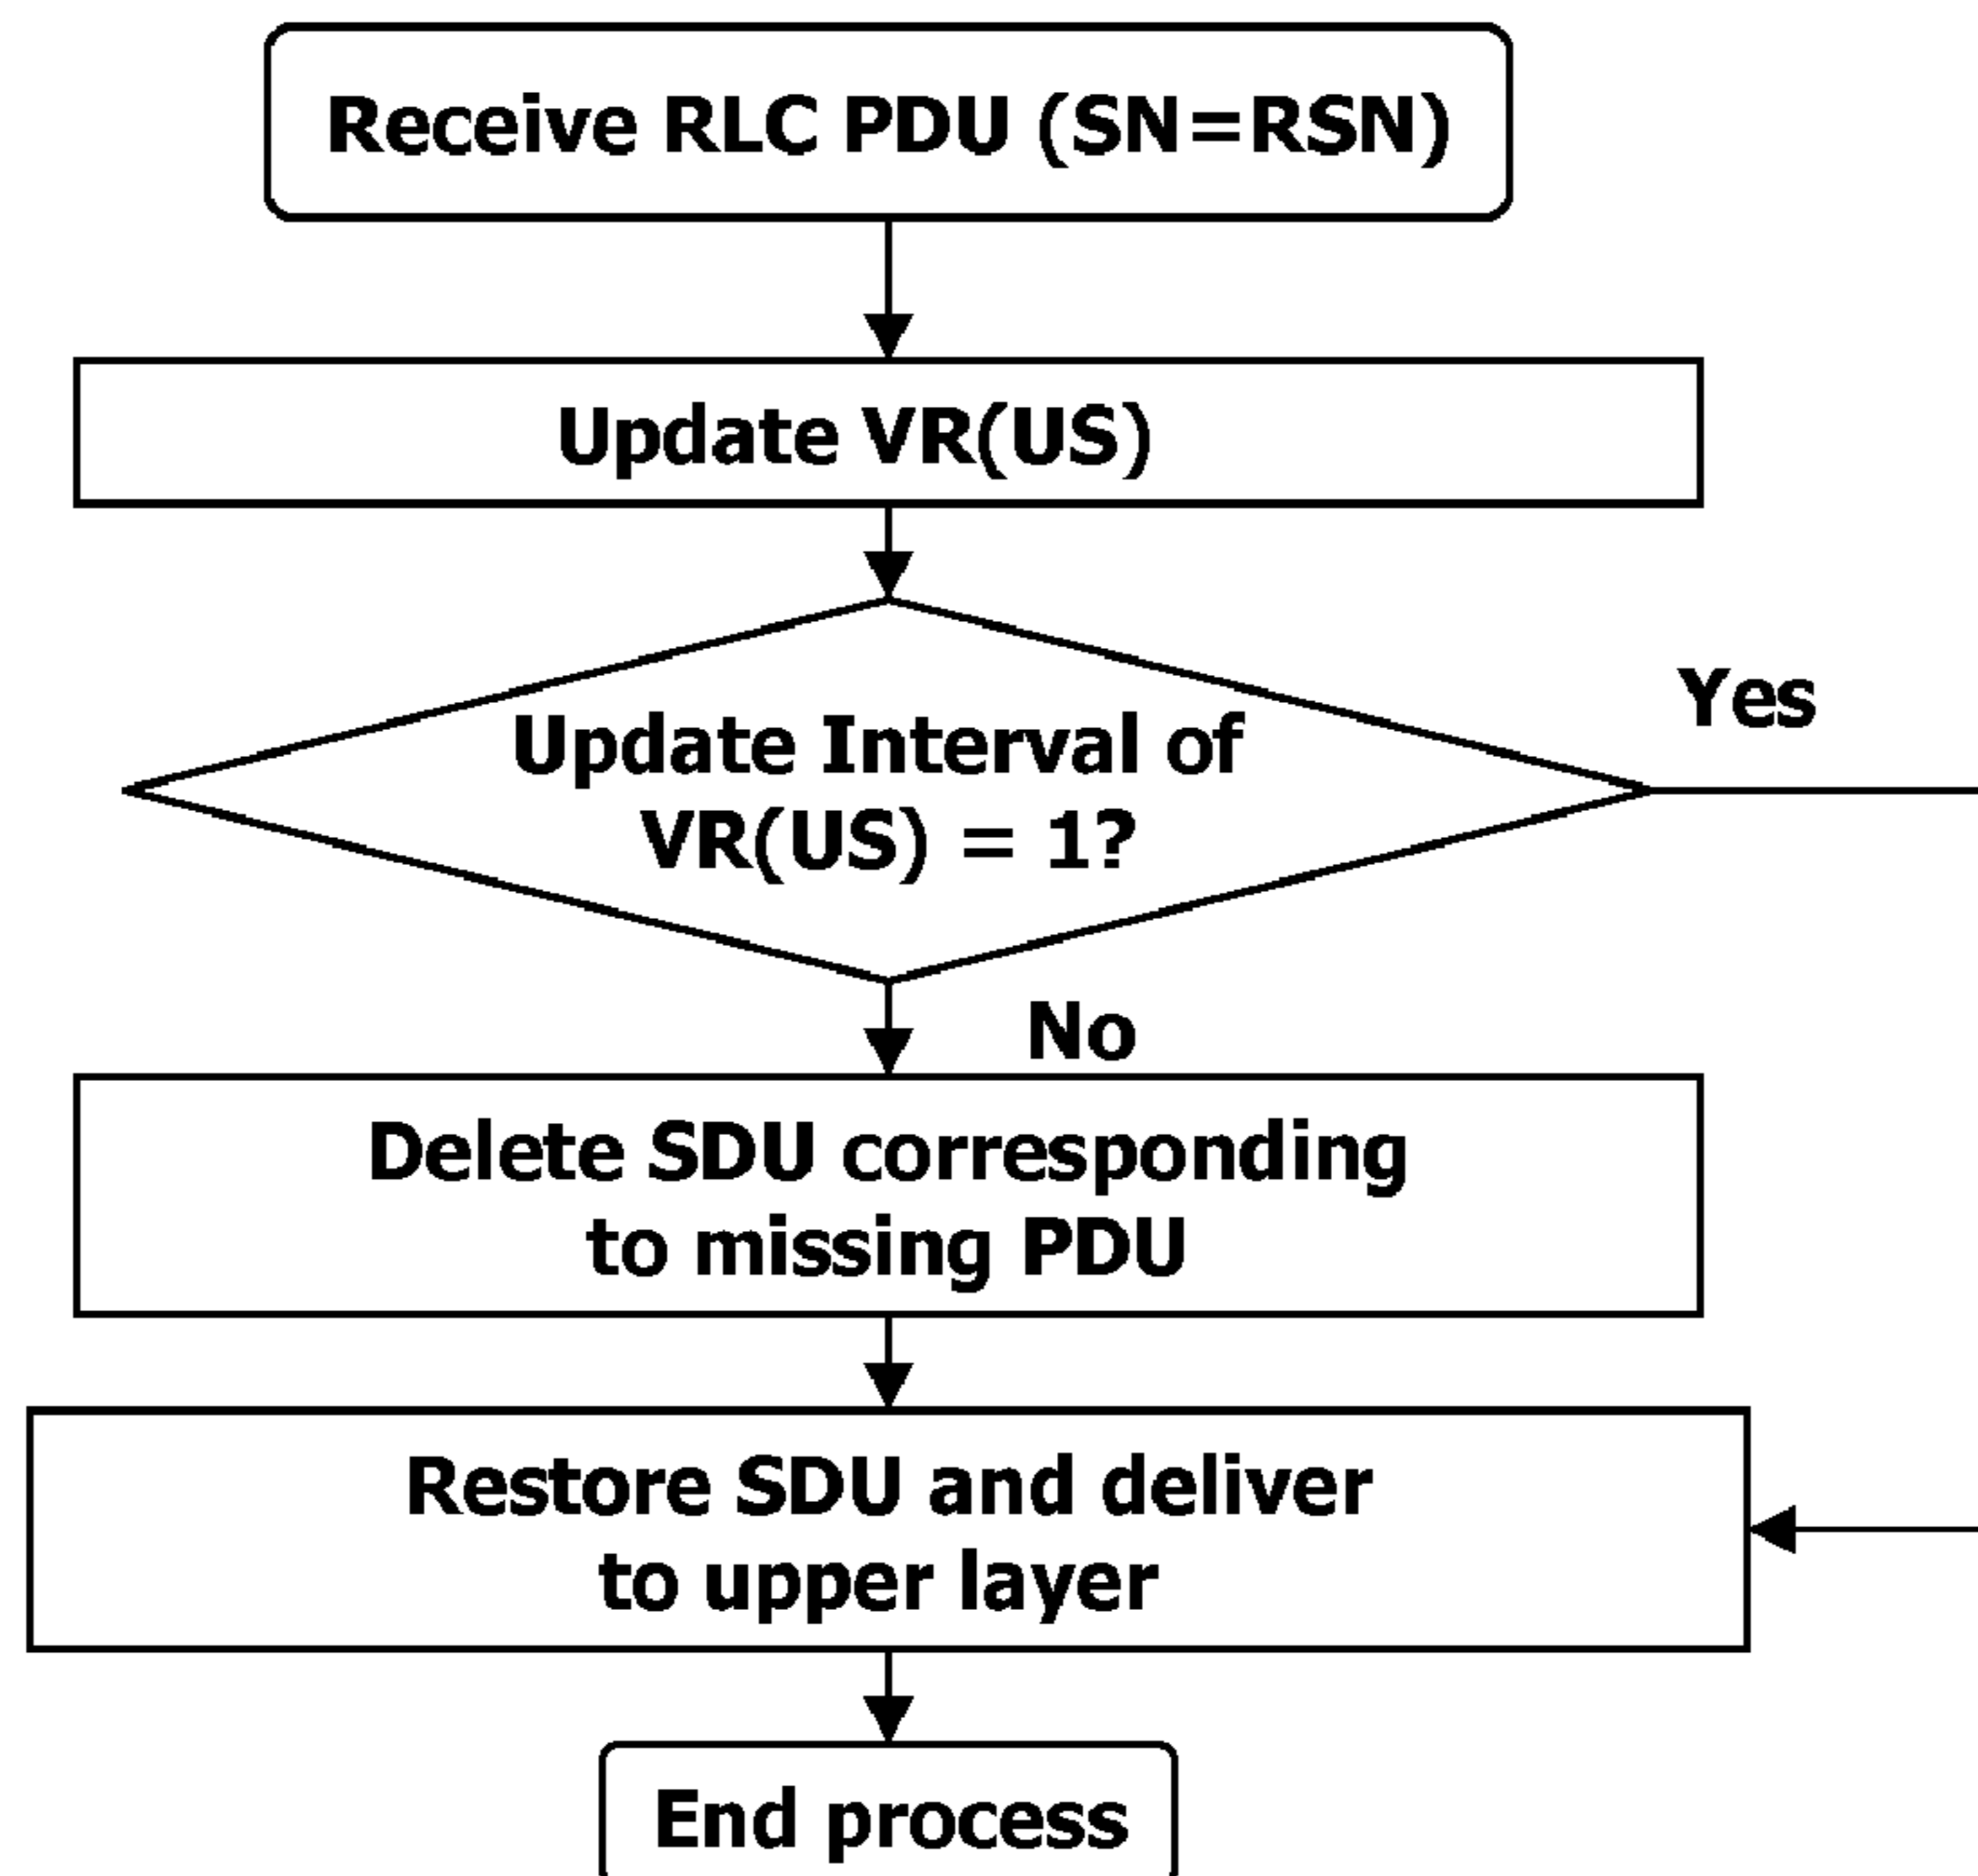 Receive RLC PDU (SN=RSN)
Update VR(US)
Update Interval of
VR(US) = 1?
Yes
No
Delete SDU corresponding
to missing PDU
Restore SDU and deliver
to upper layer
End process